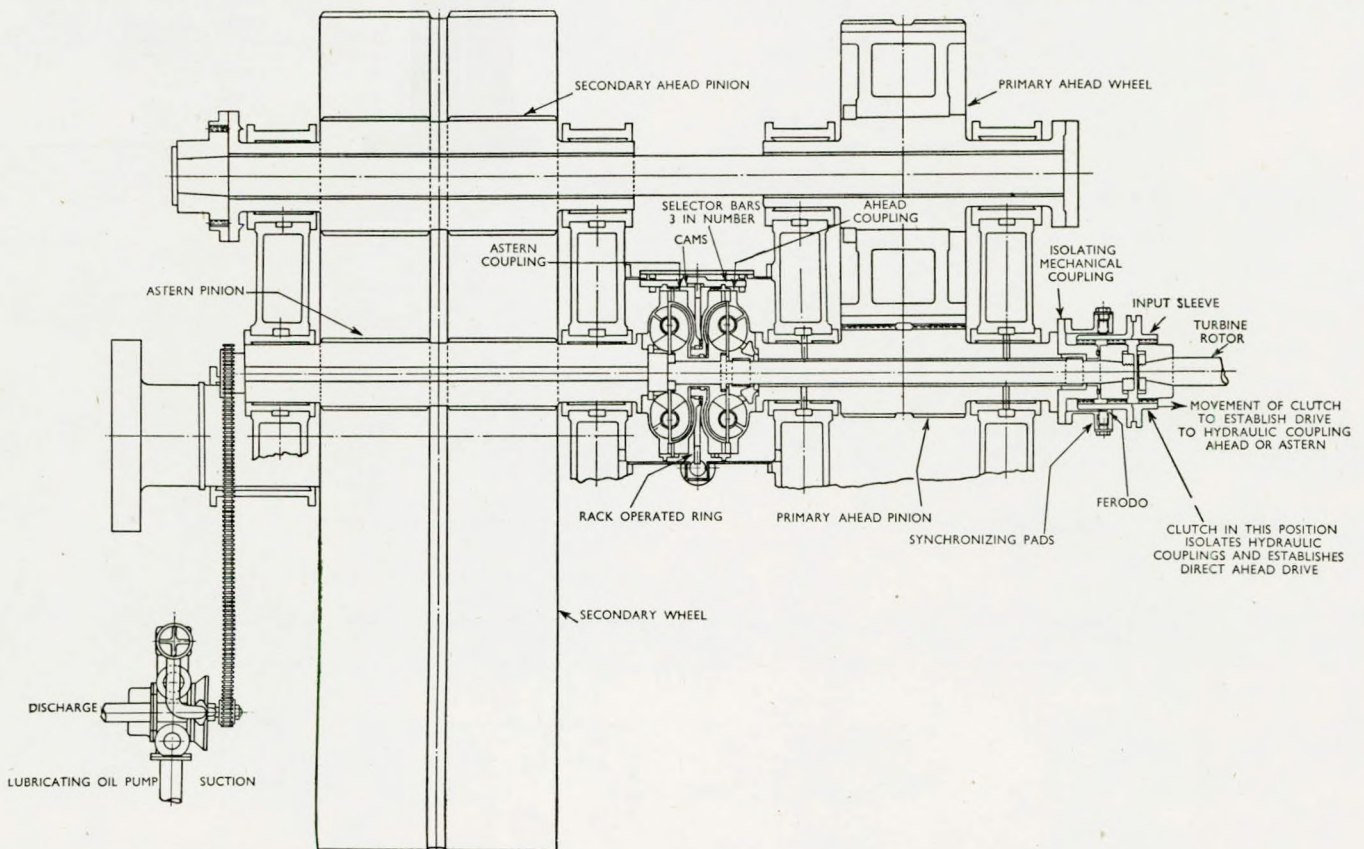 SECONDARY AHEAD PINION
PRIMARY AHEAD WHEEL
SELECTOR BARS
3 IN NUMBER
AHEAD
COUPLING
CAMS
ASTERN
COUPLING
ISOLATING
MECHANICAL
COUPLING
ASTERN PINION
INPUT SLEEVE
TURBINE
ROTOR
MOVEMENT OF CLUTCH
TO ESTABLISH DRIVE
TO HYDRAULIC COUPLING
AHEAD OR ASTERN
RACK OPERATED RING
PRIMARY AHEAD PINION
SYNCHRONIZING PADS
FERODO
CLUTCH IN THIS POSITION
ISOLATES HYDRAULIC
COUPLINGS AND ESTABLISHES
DIRECT AHEAD DRIVE
SECONDARY WHEEL
DISCHARGE
LUBRICATING OIL PUMP
SUCTION